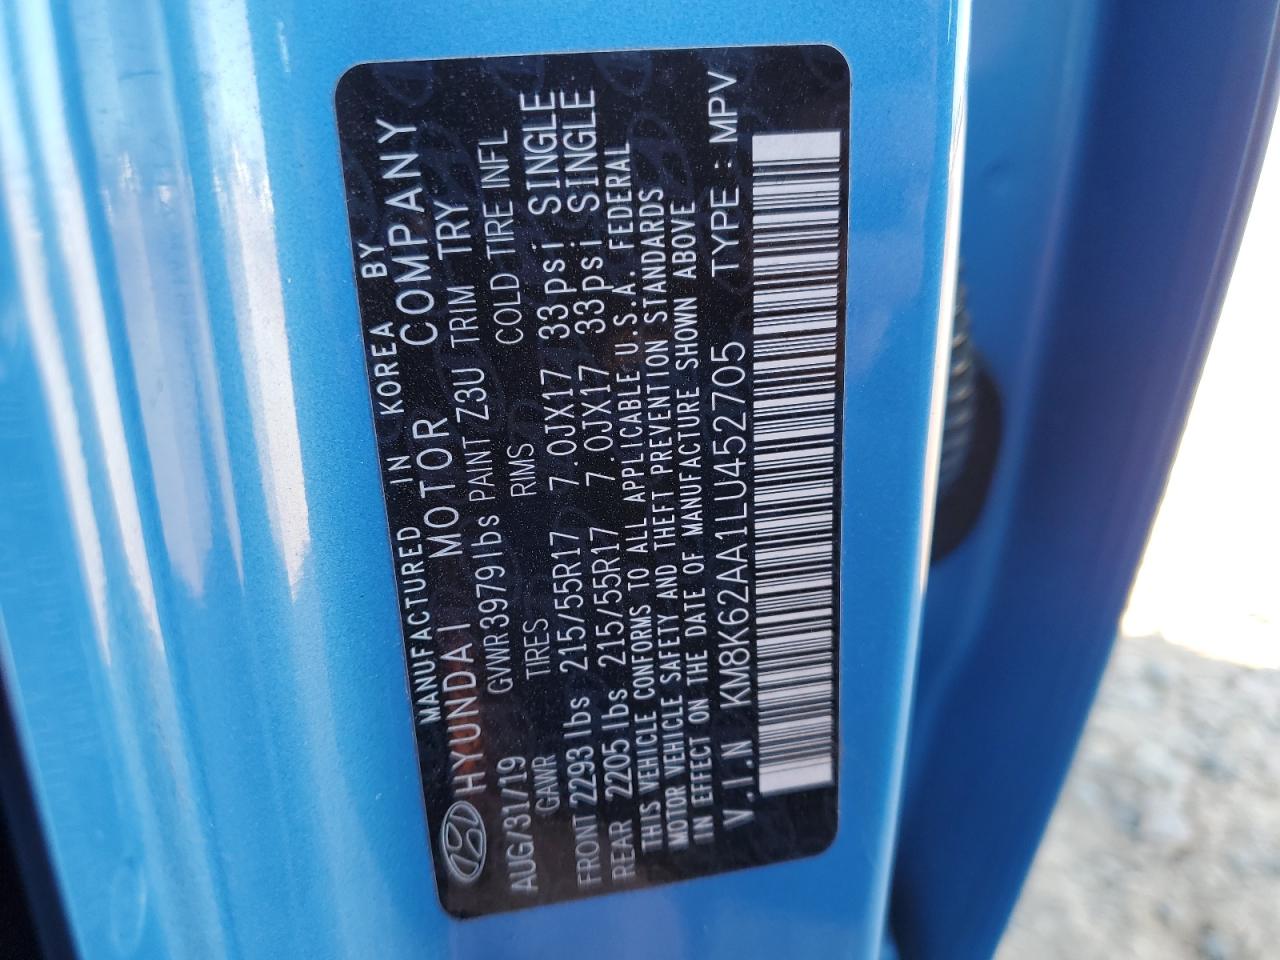 MANUFACTURED IN KOREA BY
HYUNDAI MOTOR COMPANY
AUG/31/19 GVWR 3979 lbs PAINT Z3U TRIM TRY
GAWR TIRES RIMS COLD TIRE INFL
FRONT 2293 lbs 215/55R17 7.0JX17 33 psi SINGLE
REAR 2205 lbs 215/55R17 7.0JX17 33 psi SINGLE
THIS VEHICLE CONFORMS TO ALL APPLICABLE U.S.A. FEDERAL
MOTOR VEHICLE SAFETY AND THEFT PREVENTION STANDARDS
IN EFFECT ON THE DATE OF MANUFACTURE SHOWN ABOVE
V.I.N KM8K62AA1LU452705 TYPE : MPV